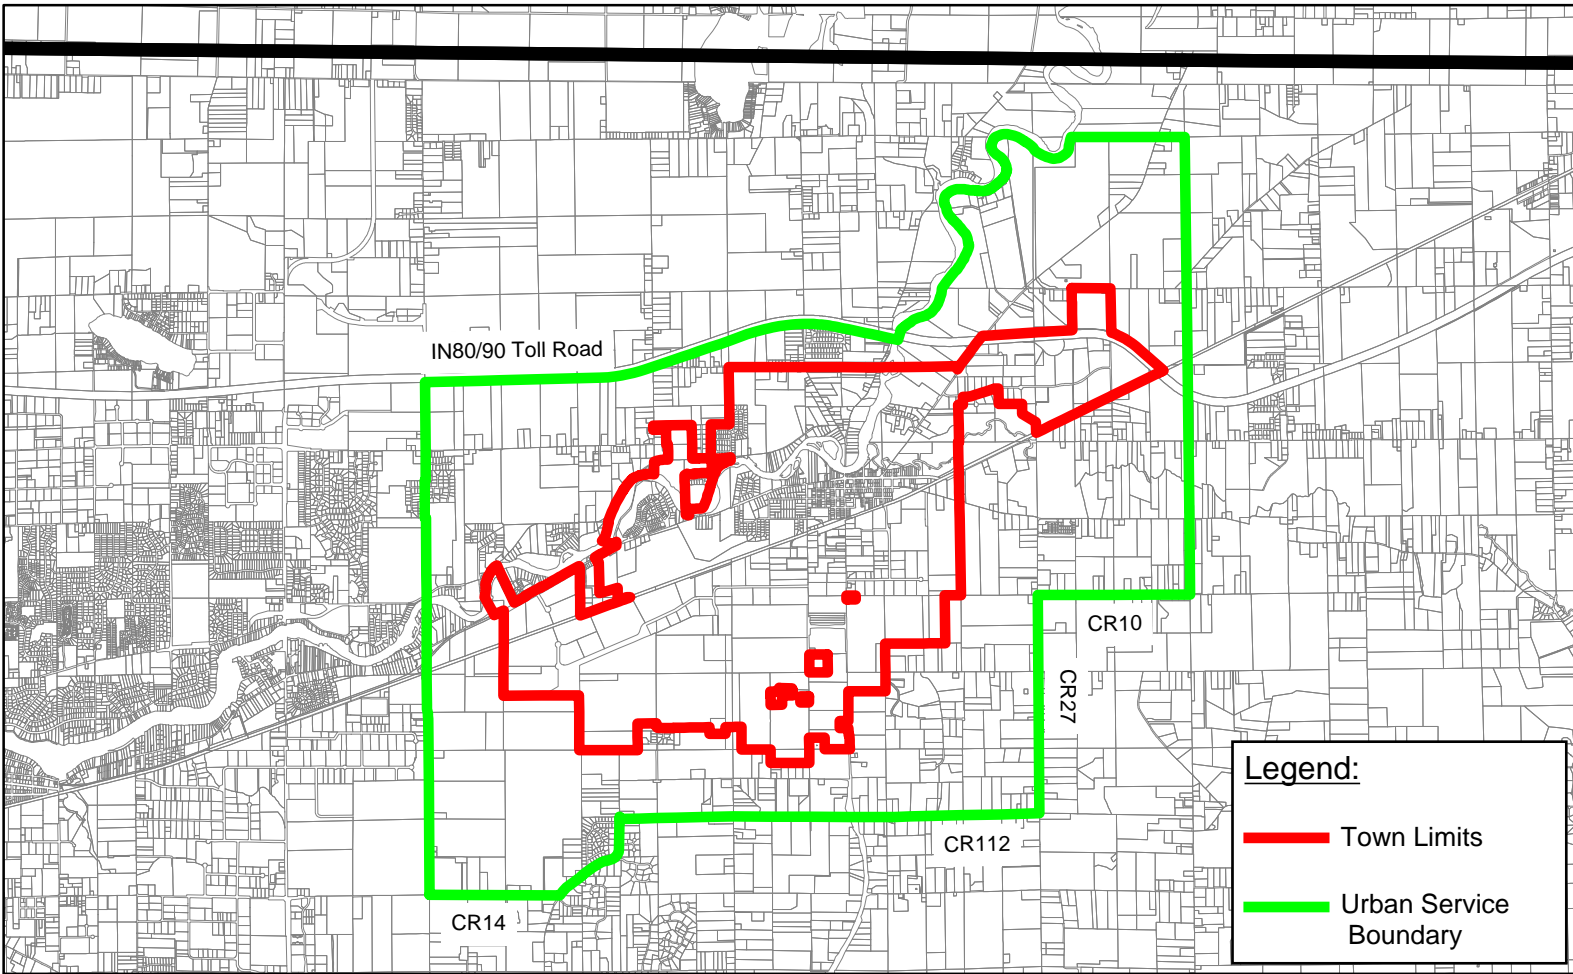 IN80/90 Toll Road
CR10
CR27
CR112
CR14
Legend:
Town Limits
Urban Service
Boundary